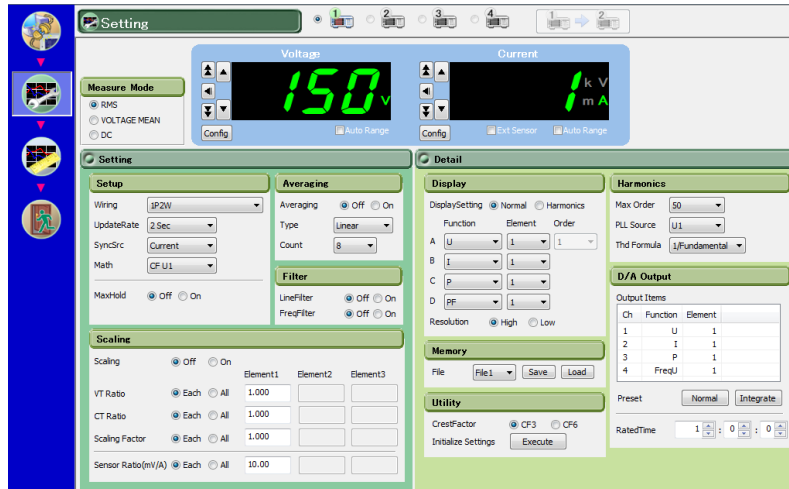 Setting
1 2 3 4 1 2
Voltage Current
Measure Mode
RMS
VOLTAGE MEAN
DC
150 V
1 k V m A
Config Auto Range Config Ext Sensor Auto Range
Setting
Setup
Wiring 1P2W
UpdateRate 2 Sec
SyncSrc Current
Math CF U1
MaxHold Off On
Averaging
Averaging Off On
Type Linear
Count 8
Filter
LineFilter Off On
FreqFilter Off On
Scaling
Scaling Off On
Element1 Element2 Element3
VT Ratio Each All 1.000
CT Ratio Each All 1.000
Scaling Factor Each All 1.000
Sensor Ratio(mV/A) Each All 10.00
Detail
Display
DisplaySetting Normal Harmonics
Function Element Order
A U 1 1
B I 1
C P 1
D PF 1
Resolution High Low
Memory
File File1 Save Load
Utility
CrestFactor CF3 CF6
Initialize Settings Execute
Harmonics
Max Order 50
PLL Source U1
Thd Formula 1/Fundamental
D/A Output
Output Items
Ch Function Element
1 U 1
2 I 1
3 P 1
4 FreqU 1
Preset Normal Integrate
RatedTime 1 : 0 : 0